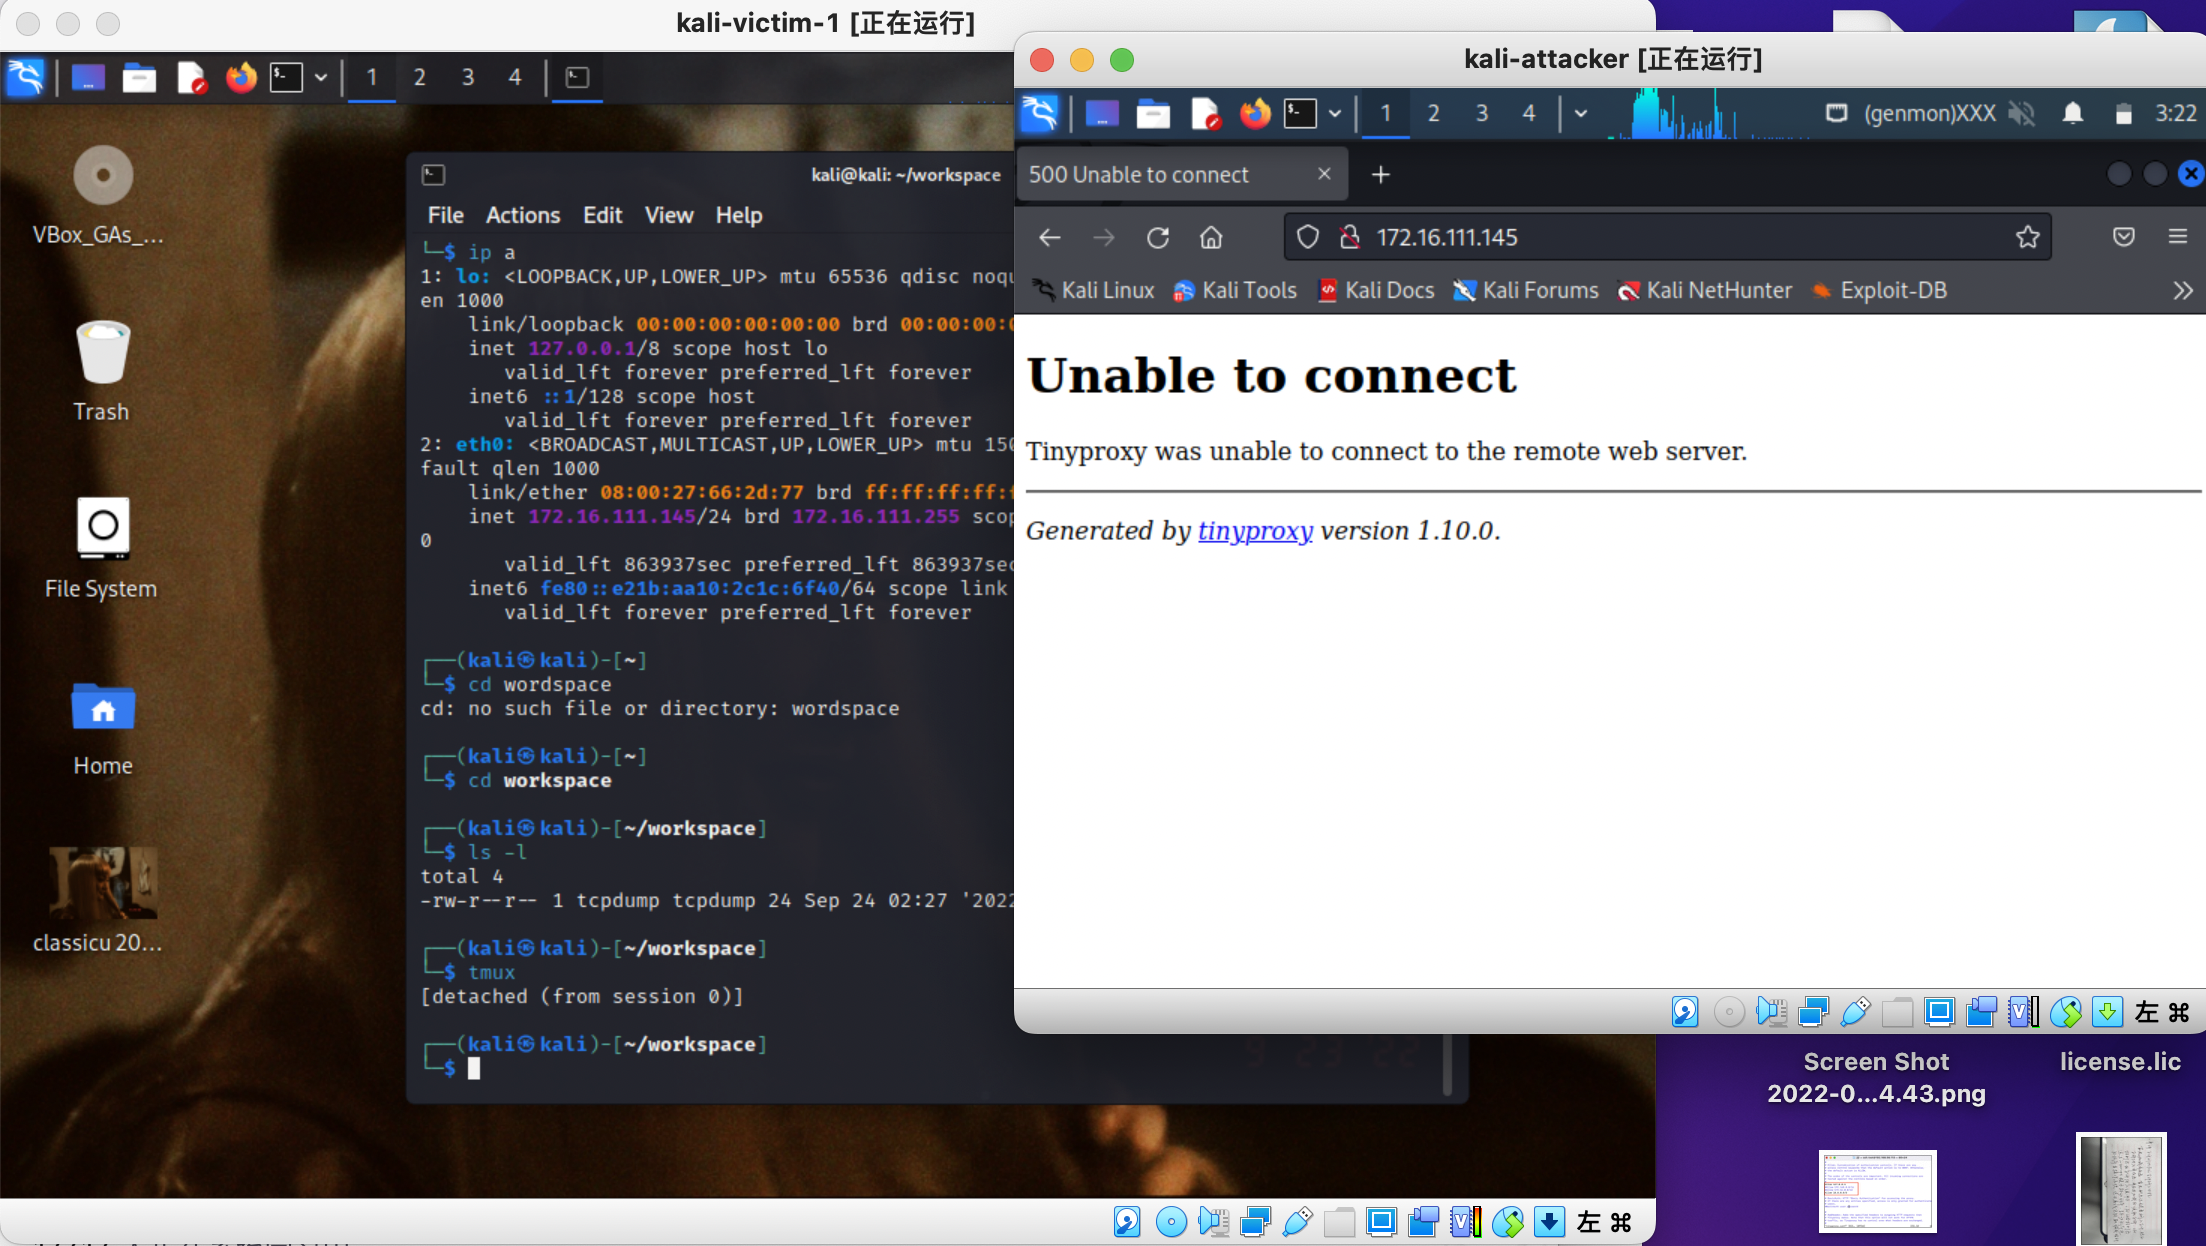 kali-victim-1 [正在运行]
1 2 3 4
VBox_GAs_...
Trash
File System
Home
classicu 20...
kali@kali: ~/workspace
File Actions Edit View Help
└─$ ip a
1: lo: <LOOPBACK,UP,LOWER_UP> mtu 65536 qdisc noqu
en 1000
link/loopback 00:00:00:00:00:00 brd 00:00:00:0
inet 127.0.0.1/8 scope host lo
valid_lft forever preferred_lft forever
inet6 ::1/128 scope host
valid_lft forever preferred_lft forever
2: eth0: <BROADCAST,MULTICAST,UP,LOWER_UP> mtu 150
fault qlen 1000
link/ether 08:00:27:66:2d:77 brd ff:ff:ff:ff:
inet 172.16.111.145/24 brd 172.16.111.255 scop
0
valid_lft 863937sec preferred_lft 863937sec
inet6 fe80::e21b:aa10:2c1c:6f40/64 scope link
valid_lft forever preferred_lft forever
┌──(kali㉿kali)-[~]
└─$ cd wordspace
cd: no such file or directory: wordspace
┌──(kali㉿kali)-[~]
└─$ cd workspace
┌──(kali㉿kali)-[~/workspace]
└─$ ls -l
total 4
-rw-r--r-- 1 tcpdump tcpdump 24 Sep 24 02:27 '2022
┌──(kali㉿kali)-[~/workspace]
└─$ tmux
[detached (from session 0)]
┌──(kali㉿kali)-[~/workspace]
└─$
左 ⌘
kali-attacker [正在运行]
1 2 3 4 (genmon)XXX 3:22
500 Unable to connect
172.16.111.145
Kali Linux Kali Tools Kali Docs Kali Forums Kali NetHunter Exploit-DB
Unable to connect
Tinyproxy was unable to connect to the remote web server.
Generated by tinyproxy version 1.10.0.
左 ⌘
Screen Shot
2022-0...4.43.png
license.lic